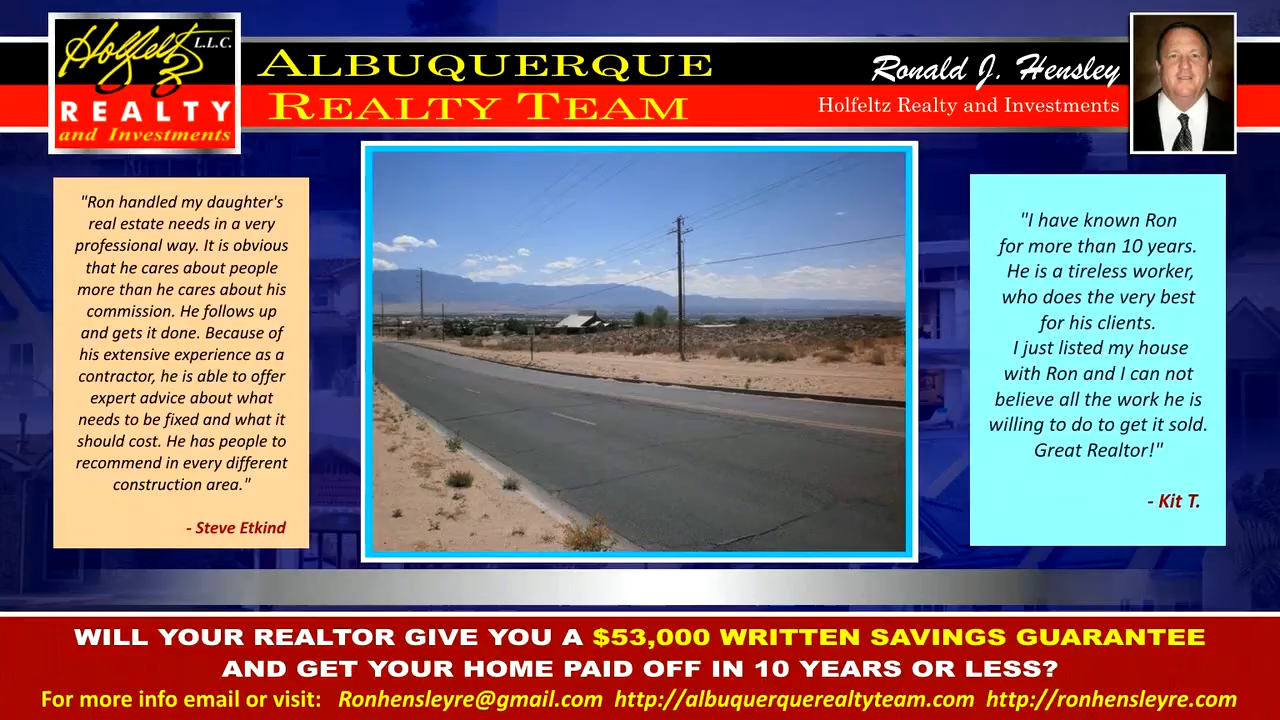 Holfeltz L.L.C.
REALTY
and Investments
ALBUQUERQUE
REALTY TEAM
Ronald J. Hensley
Holfeltz Realty and Investments
"Ron handled my daughter's
real estate needs in a very
professional way. It is obvious
that he cares about people
more than he cares about his
commission. He follows up
and gets it done. Because of
his extensive experience as a
contractor, he is able to offer
expert advice about what
needs to be fixed and what it
should cost. He has people to
recommend in every different
construction area."
- Steve Etkind
"I have known Ron
for more than 10 years.
He is a tireless worker,
who does the very best
for his clients.
I just listed my house
with Ron and I can not
believe all the work he is
willing to do to get it sold.
Great Realtor!"
- Kit T.
WILL YOUR REALTOR GIVE YOU A $53,000 WRITTEN SAVINGS GUARANTEE
AND GET YOUR HOME PAID OFF IN 10 YEARS OR LESS?
For more info email or visit: Ronhensleyre@gmail.com http://albuquerquerealtyteam.com http://ronhensleyre.com